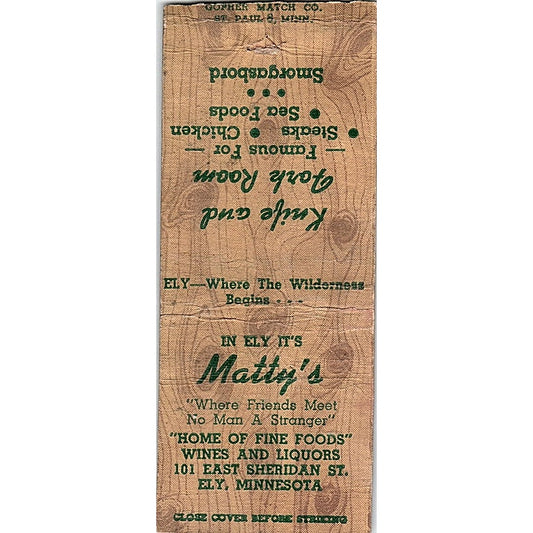 GOPHER MATCH CO.
ST. PAUL 8, MINN.
Knife and
Fork Room
— Famous For —
Steaks • Chicken •
• Sea Foods
• • •
Smorgasbord
ELY—Where The Wilderness
Begins - - -
IN ELY IT'S
Matty's
"Where Friends Meet
No Man A Stranger"
"HOME OF FINE FOODS"
WINES AND LIQUORS
101 EAST SHERIDAN ST.
ELY, MINNESOTA
CLOSE COVER BEFORE STRIKING